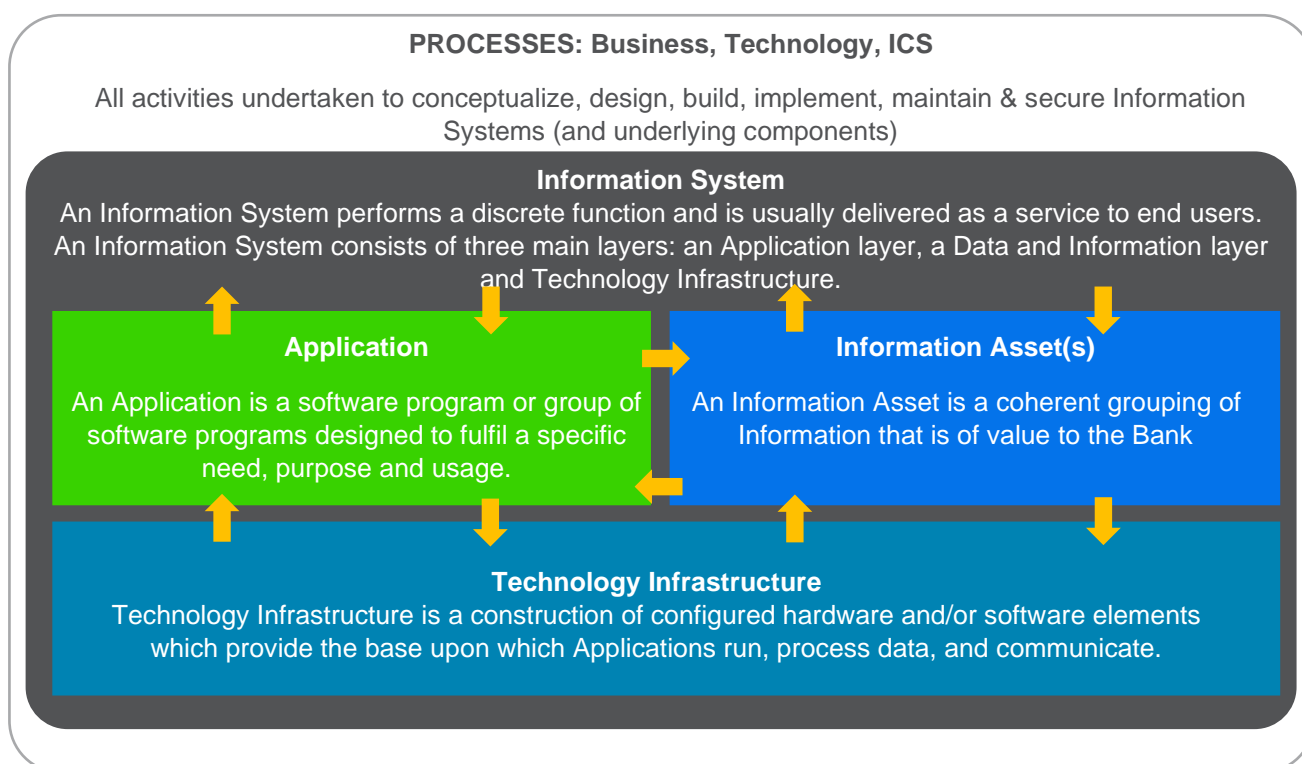 PROCESSES: Business, Technology, ICS
All activities undertaken to conceptualize, design, build, implement, maintain & secure Information
Systems (and underlying components)
Information System
An Information System performs a discrete function and is usually delivered as a service to end users.
An Information System consists of three main layers: an Application layer, a Data and Information layer
and Technology Infrastructure.
Application
An Application is a software program or group of
software programs designed to fulfil a specific
need, purpose and usage.
Information Asset(s)
An Information Asset is a coherent grouping of
Information that is of value to the Bank
Technology Infrastructure
Technology Infrastructure is a construction of configured hardware and/or software elements
which provide the base upon which Applications run, process data, and communicate.